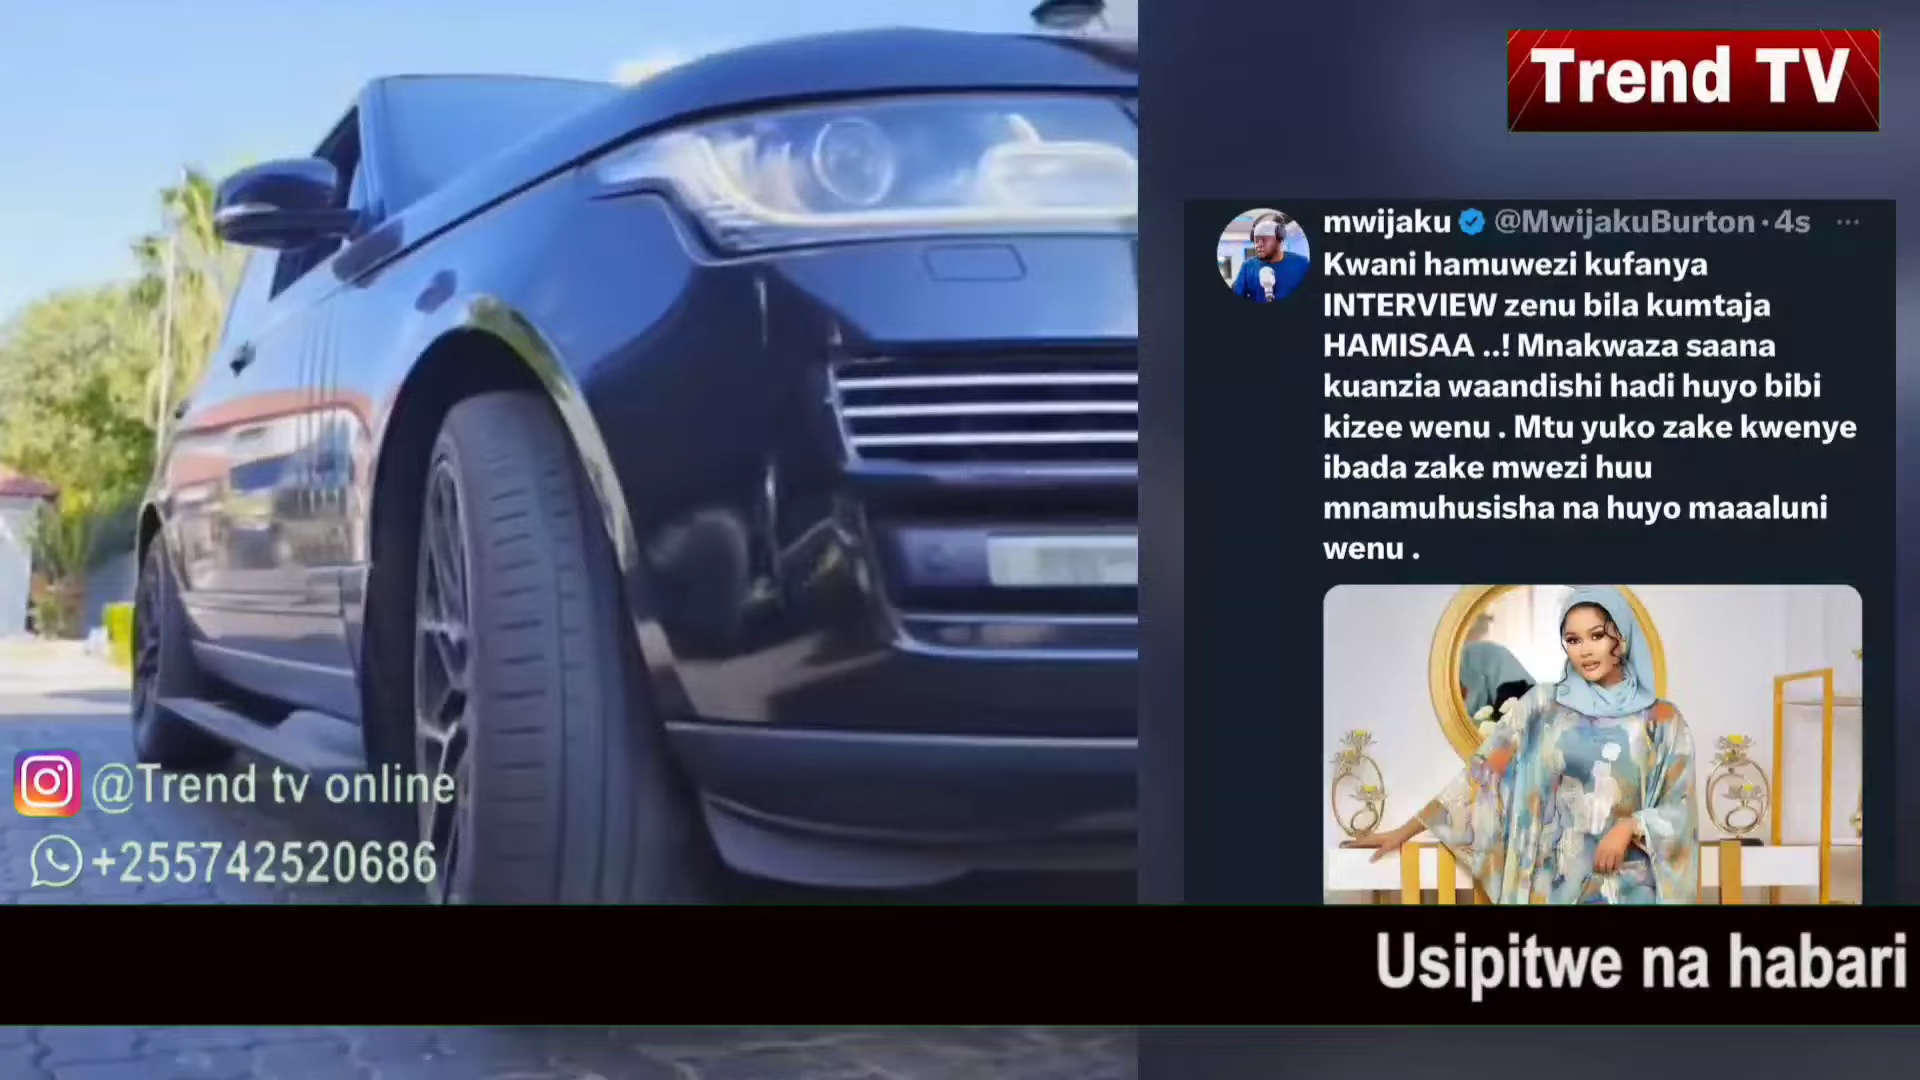 Trend TV
mwijaku @MwijakuBurton · 4s ...
Kwani hamuwezi kufanya
INTERVIEW zenu bila kumtaja
HAMISAA ..! Mnakwaza saana
kuanzia waandishi hadi huyo bibi
kizee wenu . Mtu yuko zake kwenye
ibada zake mwezi huu
mnamuhusisha na huyo maaaluni
wenu .
@Trend tv online
+255742520686
Usipitwe na habari